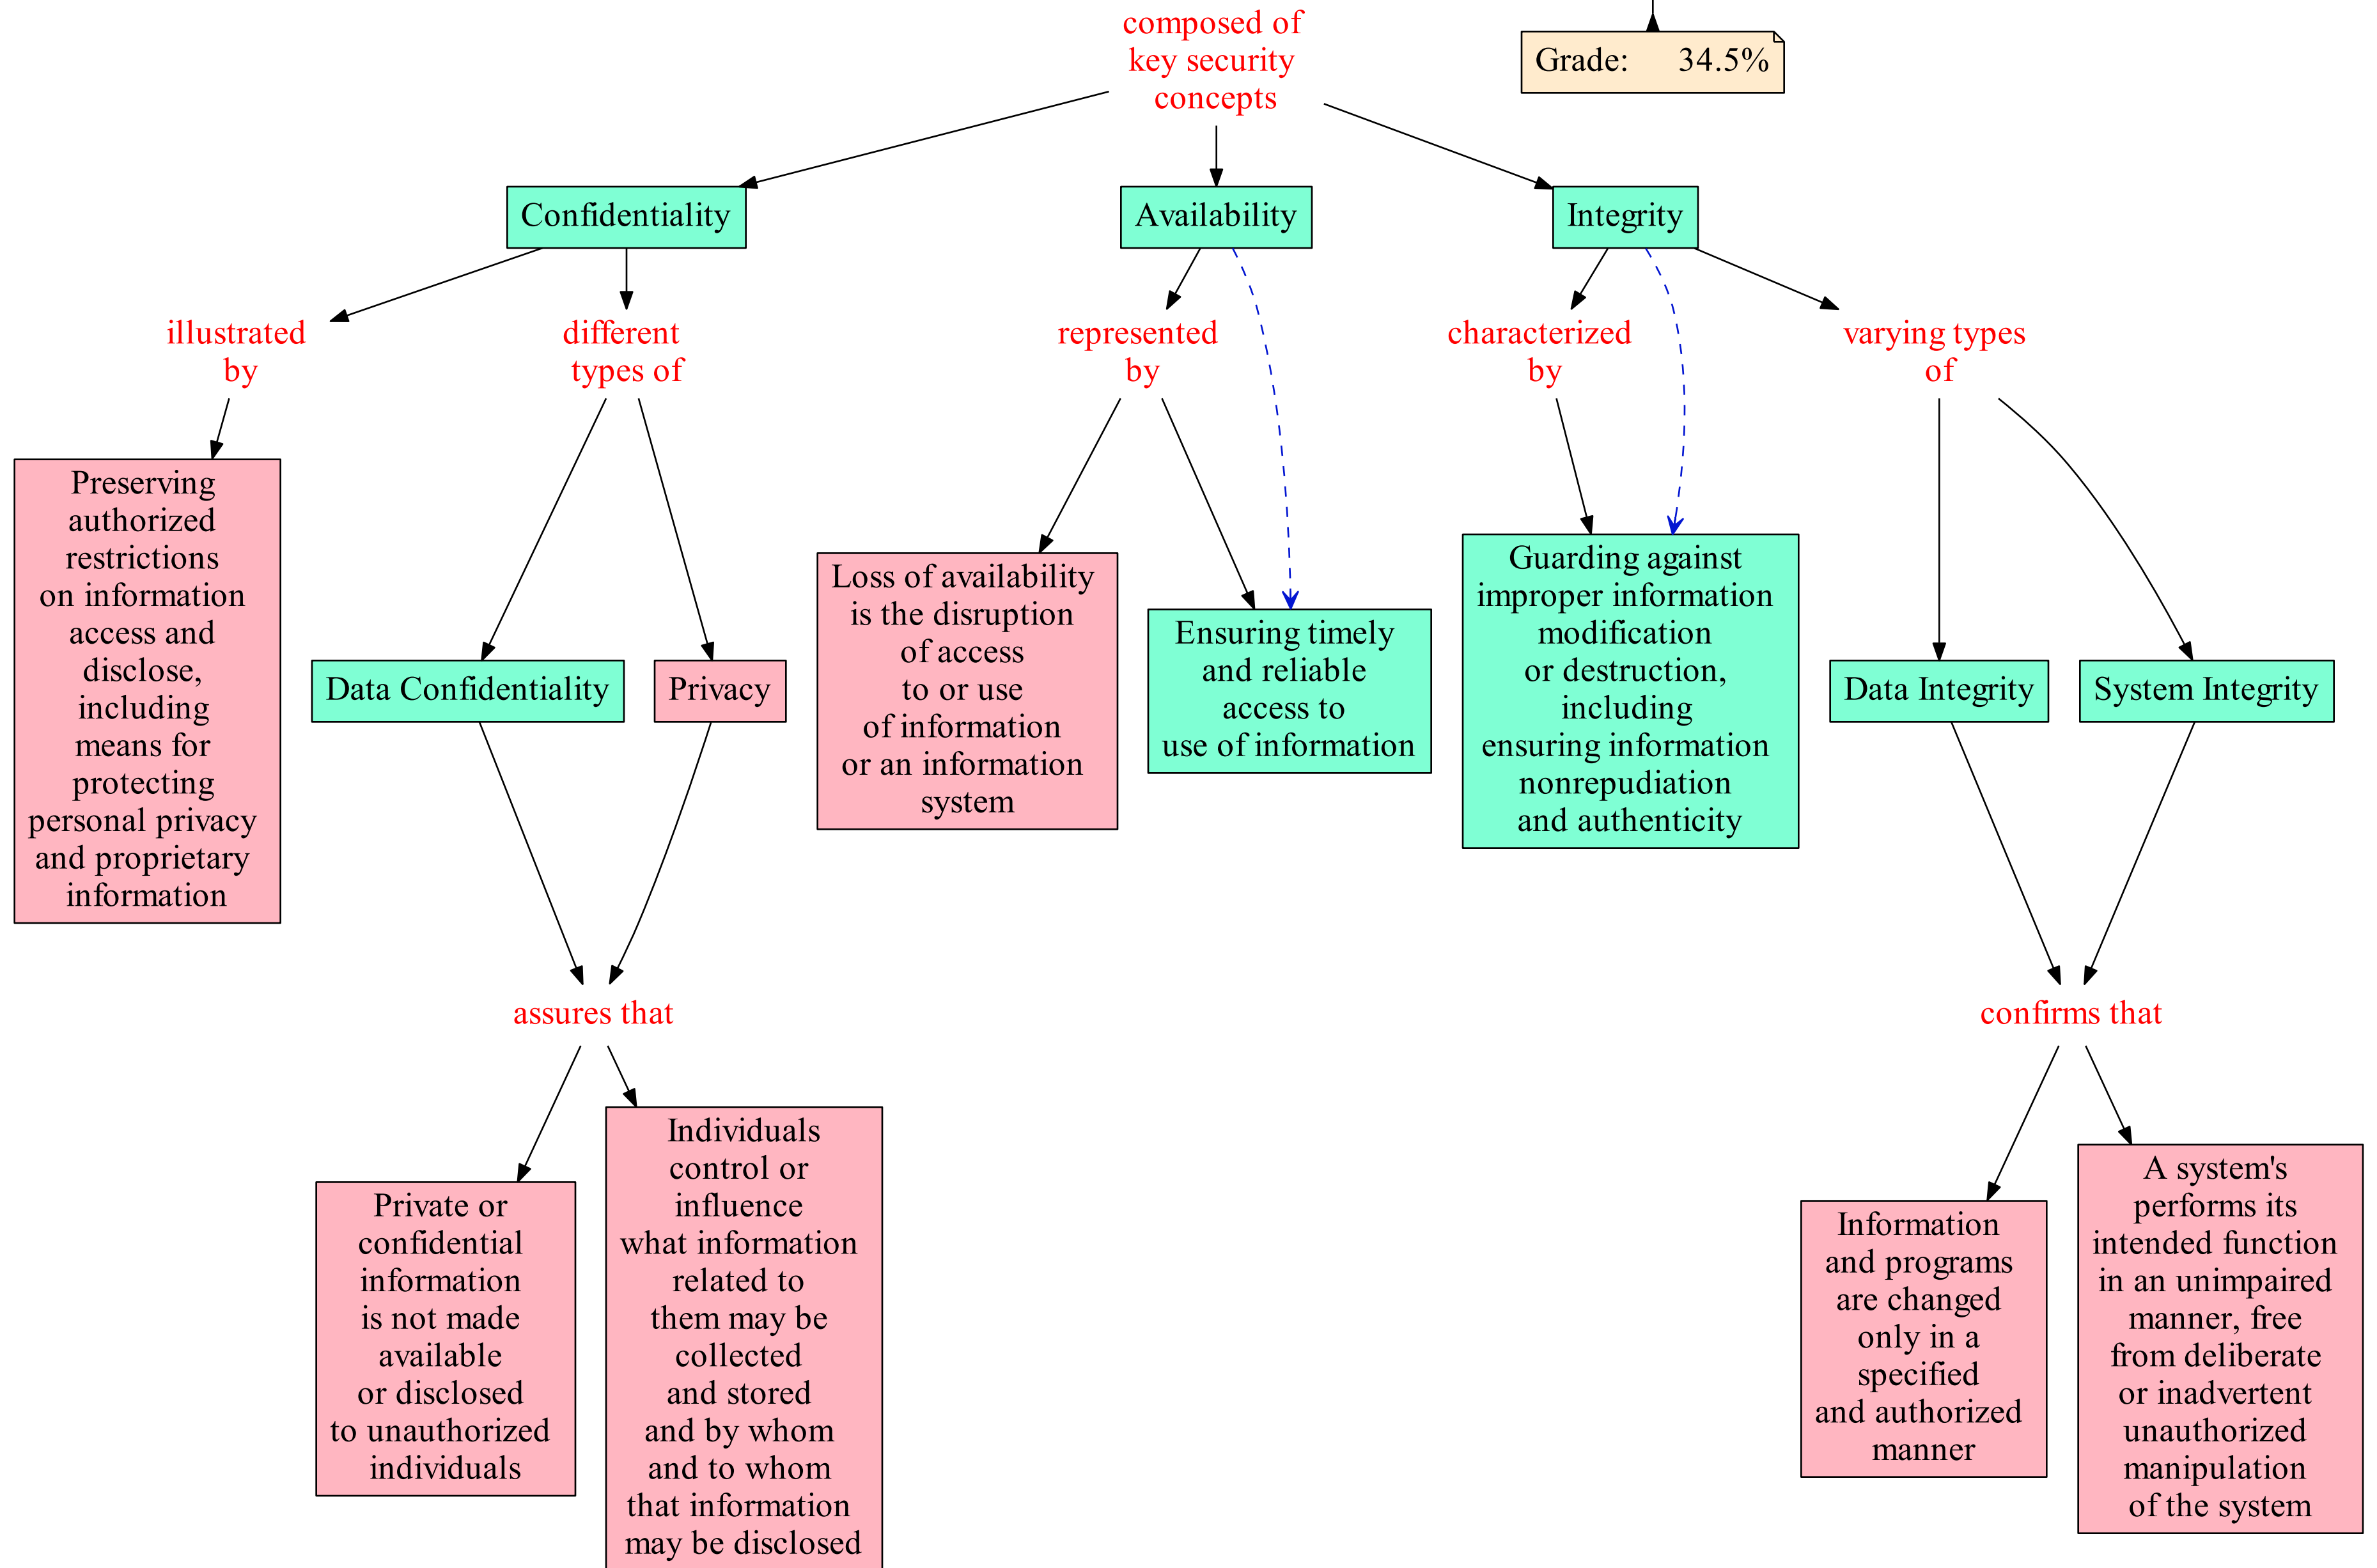 composed of
key security
concepts
Grade: 34.5%
Confidentiality
Availability
Integrity
illustrated
by
different
types of
represented
by
characterized
by
varying types
of
Preserving
authorized
restrictions
on information
access and
disclose,
including
means for
protecting
personal privacy
and proprietary
information
Data Confidentiality
Privacy
Loss of availability
is the disruption
of access
to or use
of information
or an information
system
Ensuring timely
and reliable
access to
use of information
Guarding against
improper information
modification
or destruction,
including
ensuring information
nonrepudiation
and authenticity
Data Integrity
System Integrity
assures that
confirms that
Private or
confidential
information
is not made
available
or disclosed
to unauthorized
individuals
Individuals
control or
influence
what information
related to
them may be
collected
and stored
and by whom
and to whom
that information
may be disclosed
Information
and programs
are changed
only in a
specified
and authorized
manner
A system's
performs its
intended function
in an unimpaired
manner, free
from deliberate
or inadvertent
unauthorized
manipulation
of the system